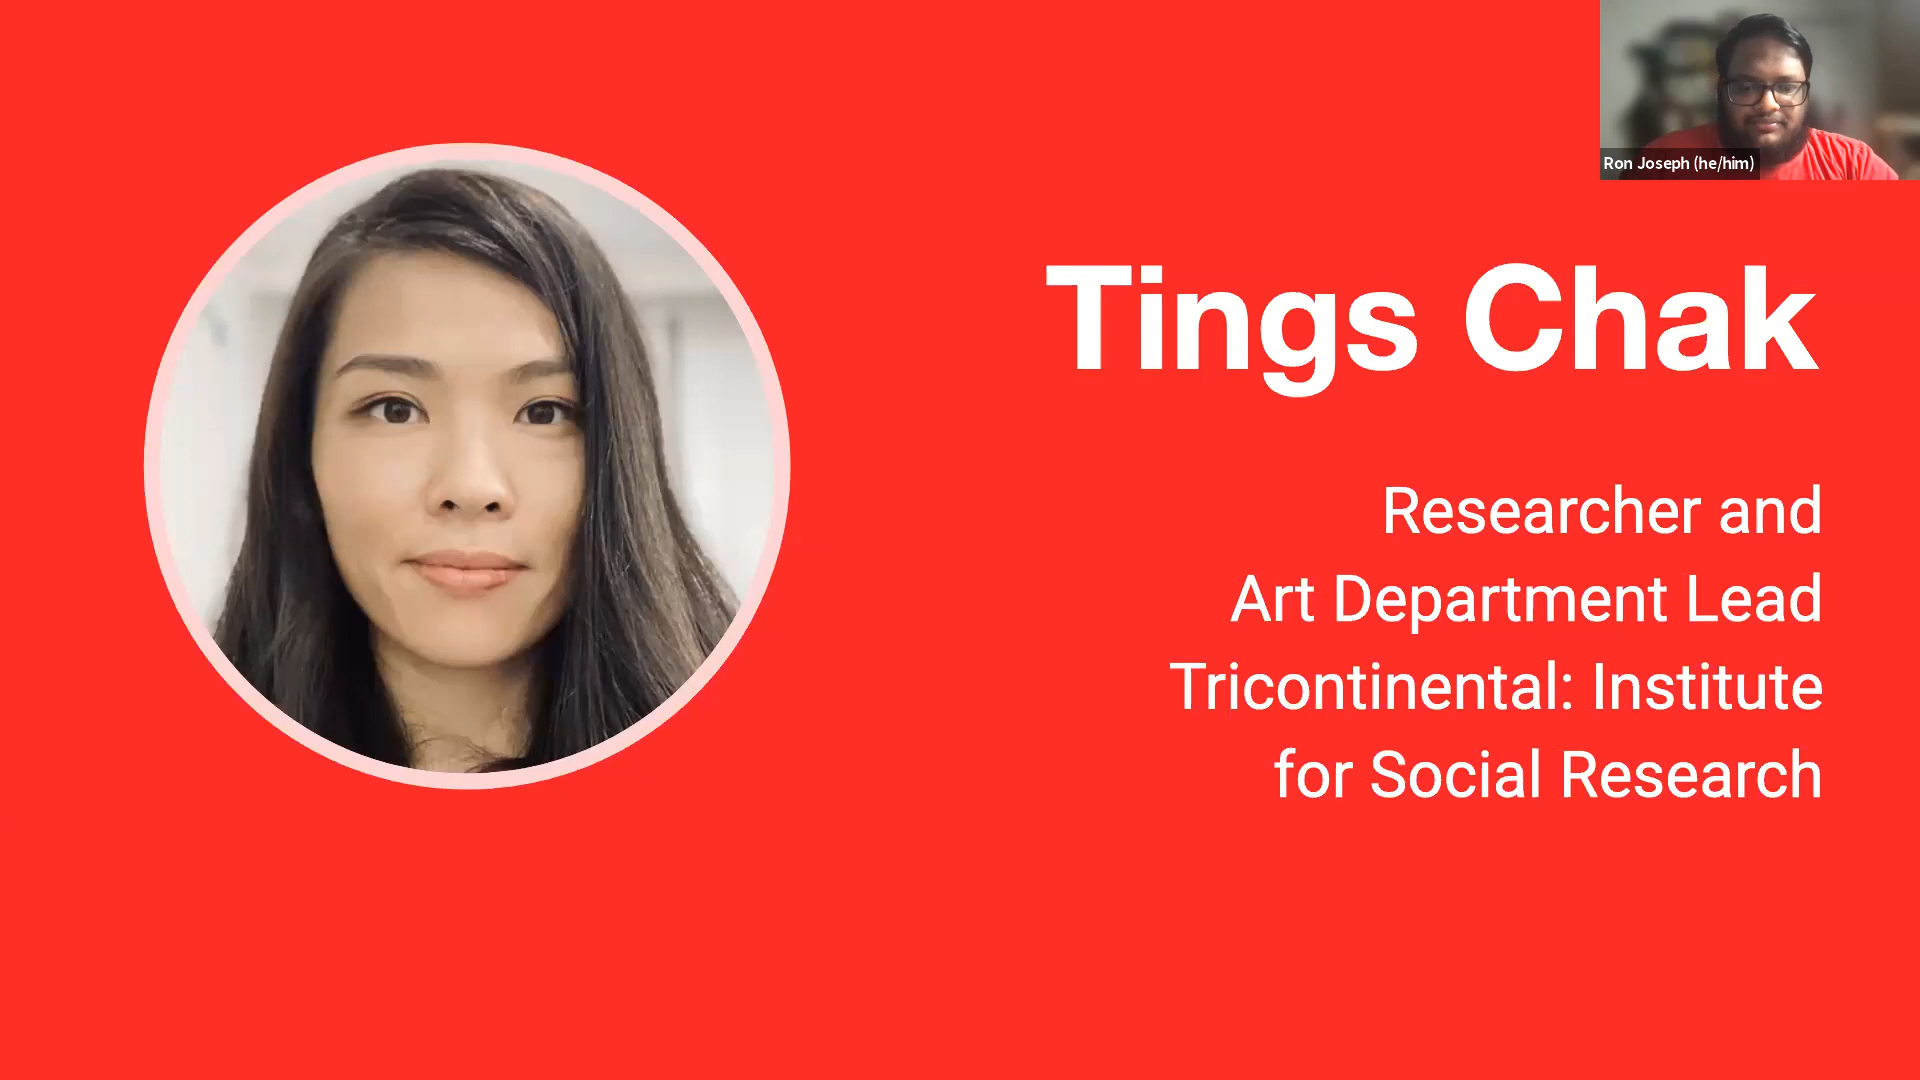 Ron Joseph (he/him)
Tings Chak
Researcher and
Art Department Lead
Tricontinental: Institute
for Social Research